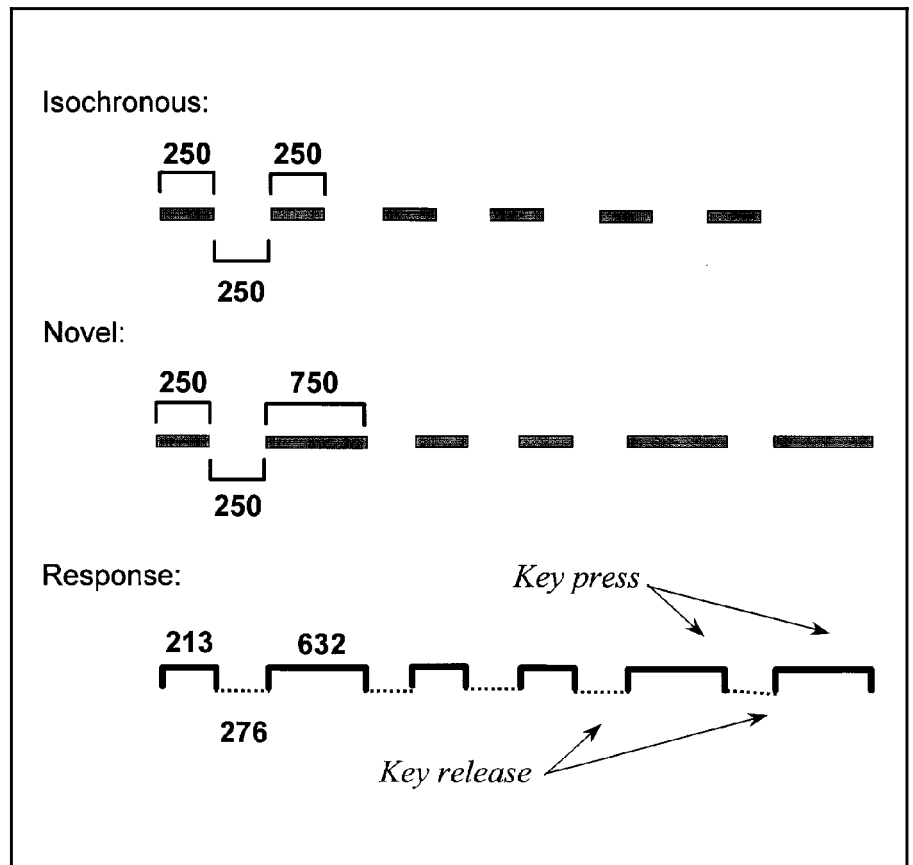 Isochronous:
250 250
250
Novel:
250 750
250
Response:
Key press
213 632
276
Key release